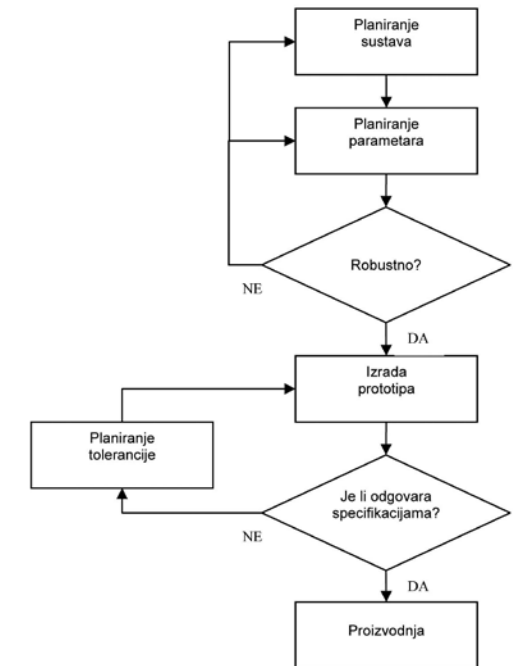 Planiranje
sustava
Planiranje
parametara
Robustno?
NE
DA
Izrada
prototipa
Planiranje
tolerancije
Je li odgovara
specifikacijama?
NE
DA
Proizvodnja